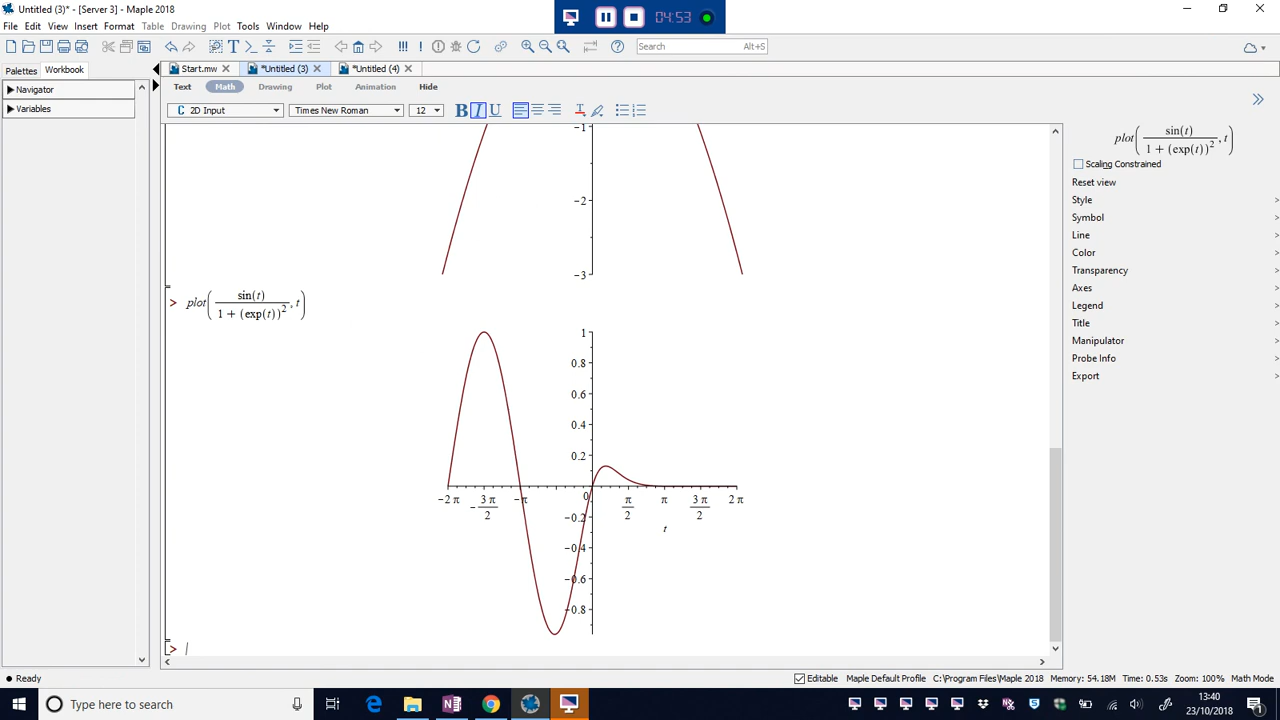 Untitled (3)* - [Server 3] - Maple 2018
04:53
File Edit View Insert Format Table Drawing Plot Tools Window Help
Search Alt+S
Palettes Workbook
Start.mw *Untitled (3) *Untitled (4)
Navigator
Variables
Text Math Drawing Plot Animation Hide
C 2D Input Times New Roman 12 B I U
-1
-2
-3
> plot(sin(t)/(1 + (exp(t))^2, t)
1
0.8
0.6
0.4
0.2
-2 π -3 π/2 -π 0 π/2 π 3 π/2 2 π
t
-0.2
-0.4
-0.6
-0.8
>
plot(sin(t)/(1 + (exp(t))^2, t)
Scaling Constrained
Reset view
Style >
Symbol >
Line >
Color >
Transparency >
Axes >
Legend >
Title >
Manipulator >
Probe Info >
Export >
Ready
Editable Maple Default Profile C:\Program Files\Maple 2018 Memory: 54.18M Time: 0.53s Zoom: 100% Math Mode
Type here to search
13:40
23/10/2018